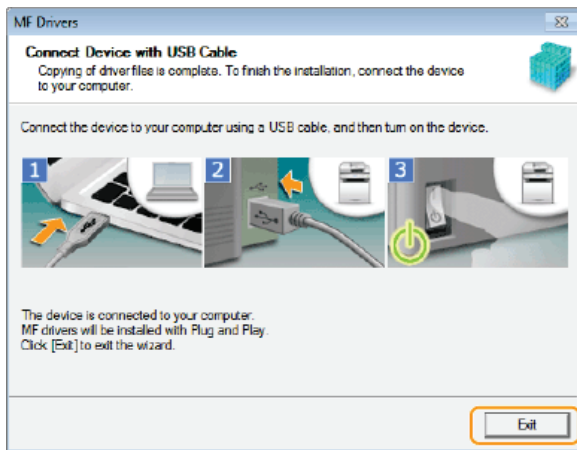 MF Drivers
Connect Device with USB Cable
Copying of driver files is complete. To finish the installation, connect the device
to your computer.
Connect the device to your computer using a USB cable, and then turn on the device.
1
2
3
The device is connected to your computer.
MF drivers will be installed with Plug and Play.
Click [Exit] to exit the wizard.
Exit